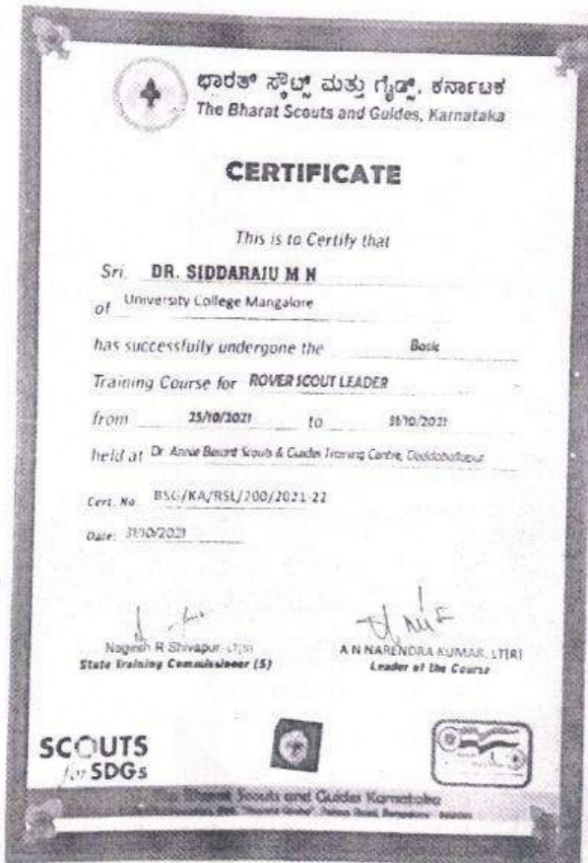 ಭಾರತ್ ಸ್ಕೌಟ್ಸ್ ಮತ್ತು ಗೈಡ್ಸ್, ಕರ್ನಾಟಕ
The Bharat Scouts and Guides, Karnataka
CERTIFICATE
This is to Certify that
Sri. DR. SIDDARAJU M N
of University College Mangalore
has successfully undergone the Basic
Training Course for ROVER SCOUT LEADER
from 25/10/2021 to 31/10/2021
held at Dr. Annie Besant Scouts & Guides Training Centre, Doddaballapur
Cert. No BSG/KA/RSL/200/2021-22
Date: 31/10/2021
Nagesh R Shivapur, LT(S)
State Training Commissioner (S)
A N NARENDRA KUMAR, LT(R)
Leader of the Course
SCOUTS
for SDGs
Bharat Scouts and Guides Karnataka